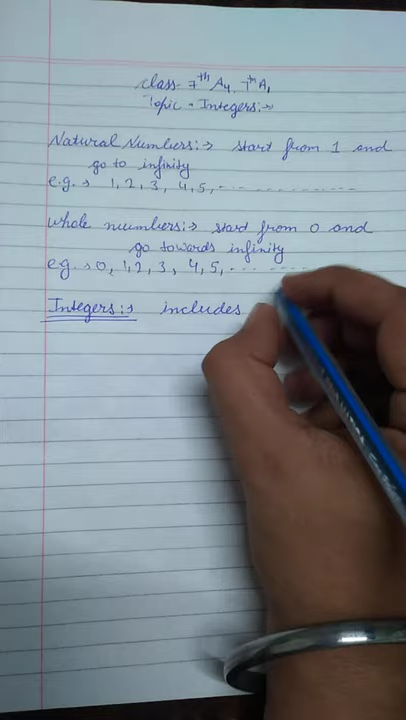 class- 7th A4, 7th A1
Topic - Integers:→
Natural Numbers:→ start from 1 and
go to infinity
e.g. → 1, 2, 3, 4, 5, --- -----------
whole numbers:→ start from 0 and
go towards infinity
e.g. → 0, 1, 2, 3, 4, 5, --- -----
Integers:→ includes